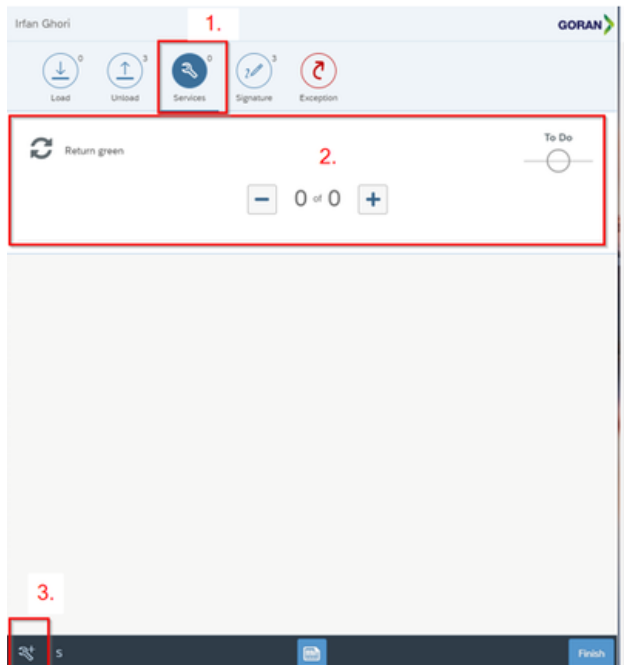 Irfan Ghori
1.
GORAN
0
3
0
3
Load
Unload
Services
Signature
Exception
Return green
2.
To Do
0 of 0
3.
s
Finish